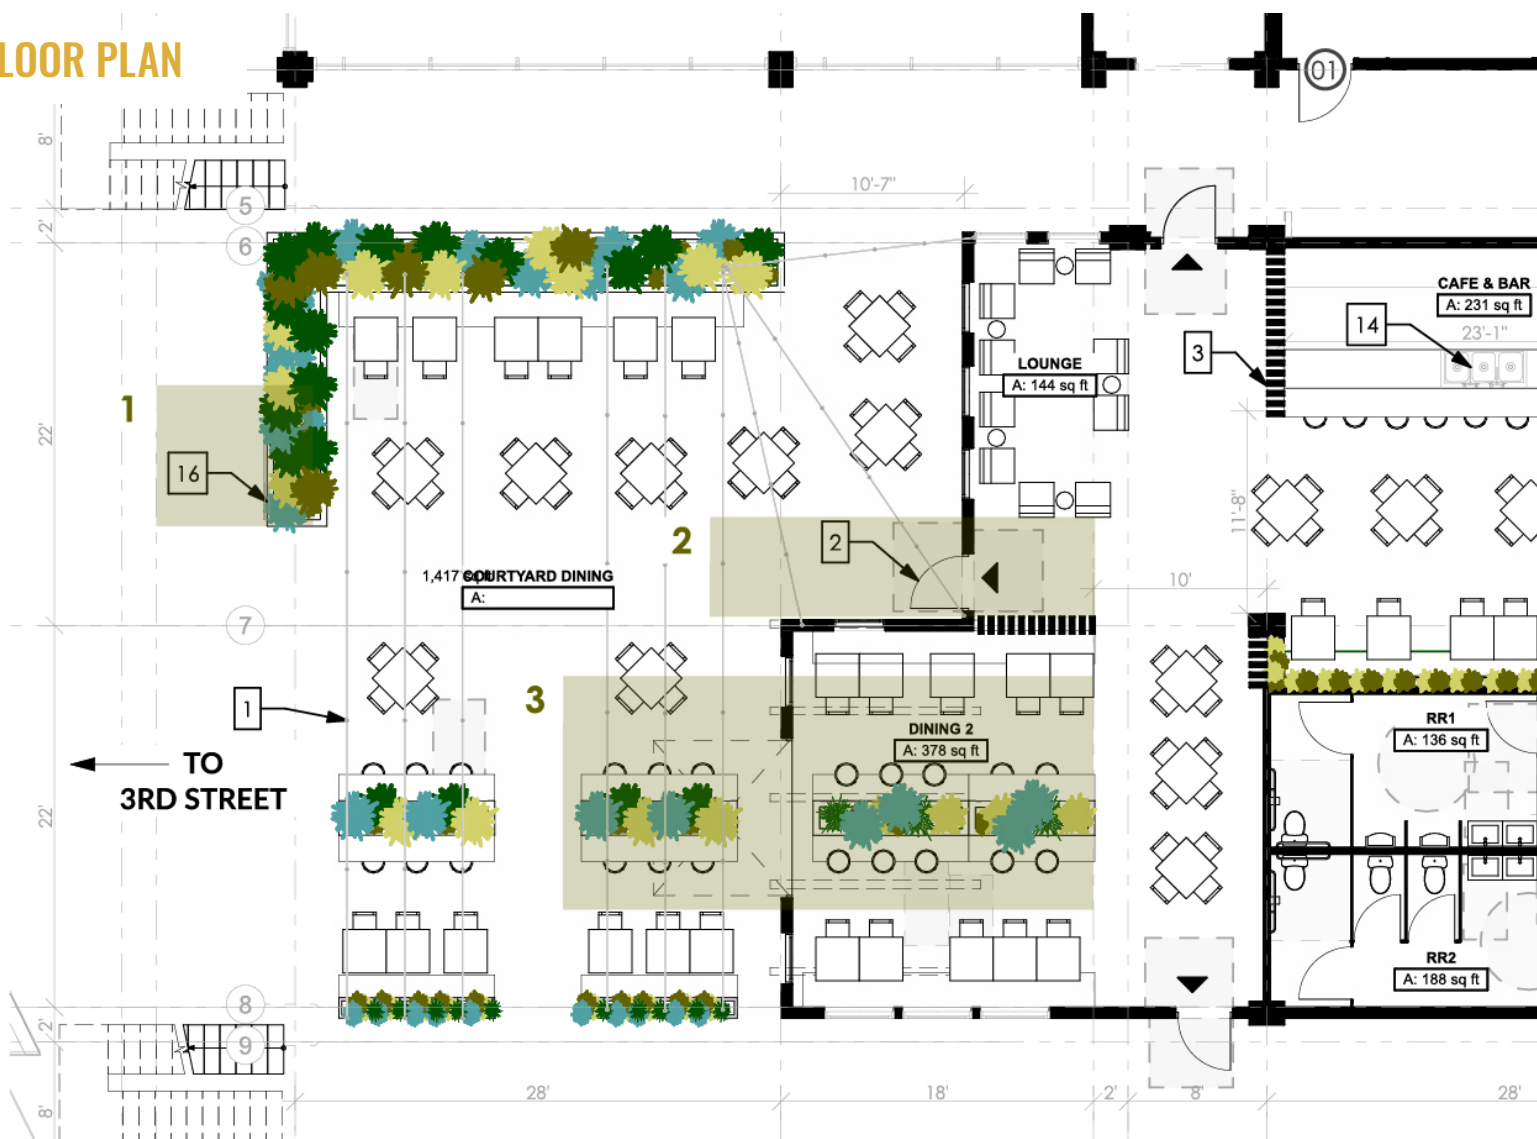 LOOR PLAN
01
8'
5
2'
6
10'-7"
CAFE & BAR
A: 231 sq ft
14
23'-1"
3
LOUNGE
A: 144 sq ft
1
22'
16
2
2
11'-8"
1,417 sq ft
COURTYARD DINING
A:
10'
7
3
1
DINING 2
A: 378 sq ft
RR1
A: 136 sq ft
TO
3RD STREET
22'
RR2
A: 188 sq ft
8
2'
9
28'
18'
2'
8'
28'
8'